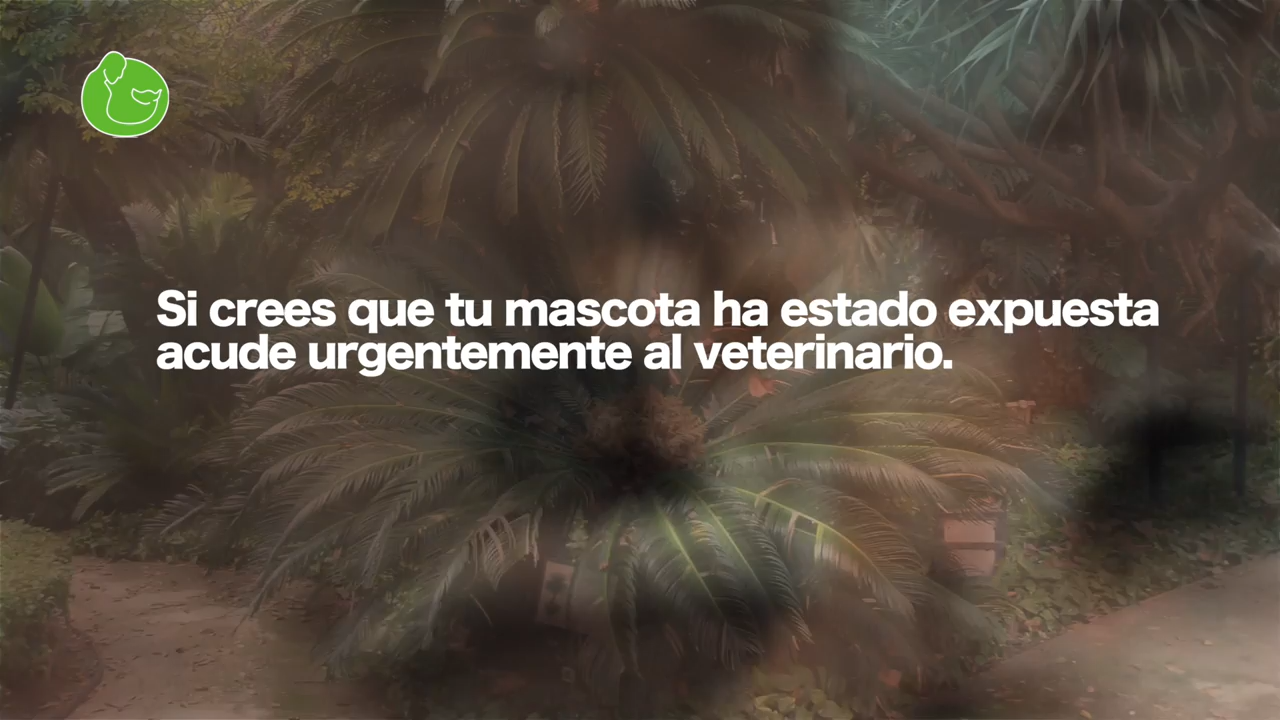 Si crees que tu mascota ha estado expuesta
acude urgentemente al veterinario.